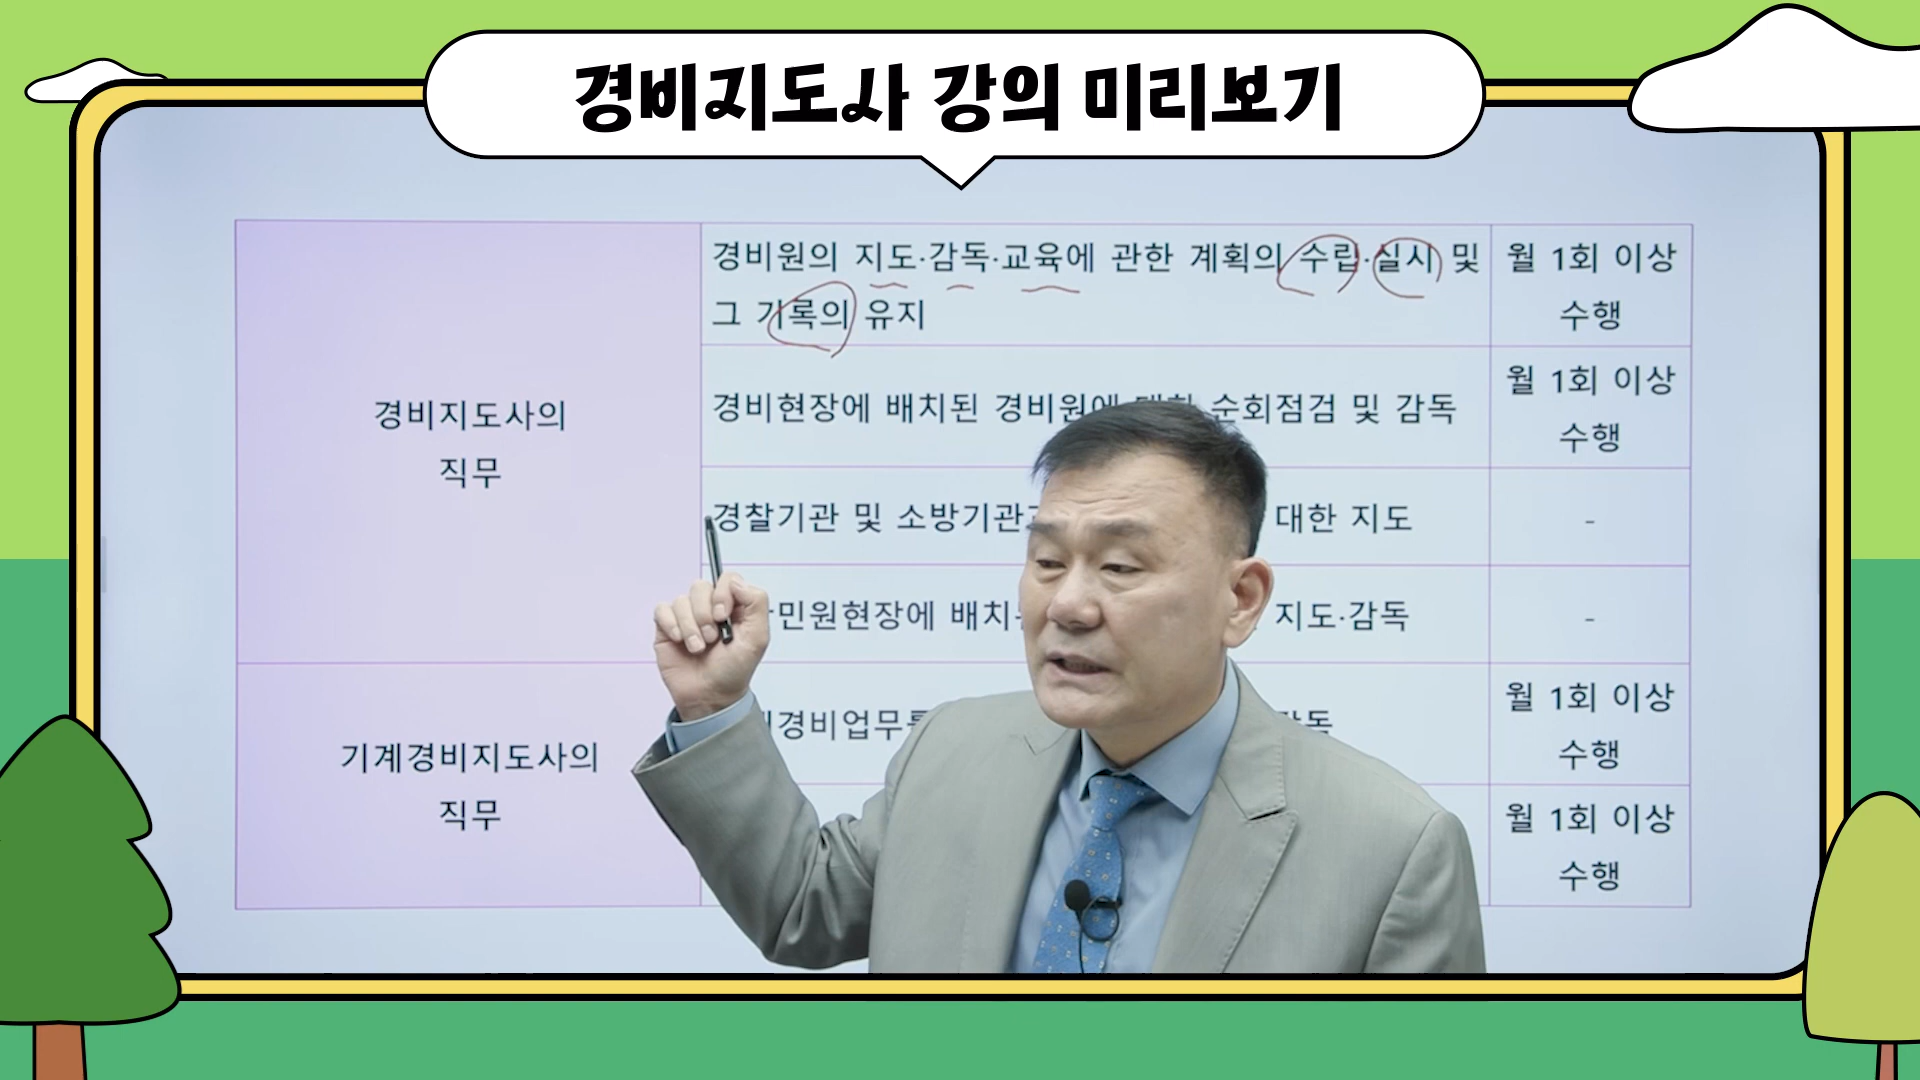 경비지도사 강의 미리보기
경비원의 지도·감독·교육에 관한 계획의 수립·실시 및
그 기록의 유지
월 1회 이상
수행
경비지도사의
직무
경비현장에 배치된 경비원에 대한 순회점검 및 감독
월 1회 이상
수행
경찰기관 및 소방기관 대한 지도
-
민원현장에 배치 지도·감독
-
기계경비지도사의
직무
경비업무 감독
월 1회 이상
수행
월 1회 이상
수행